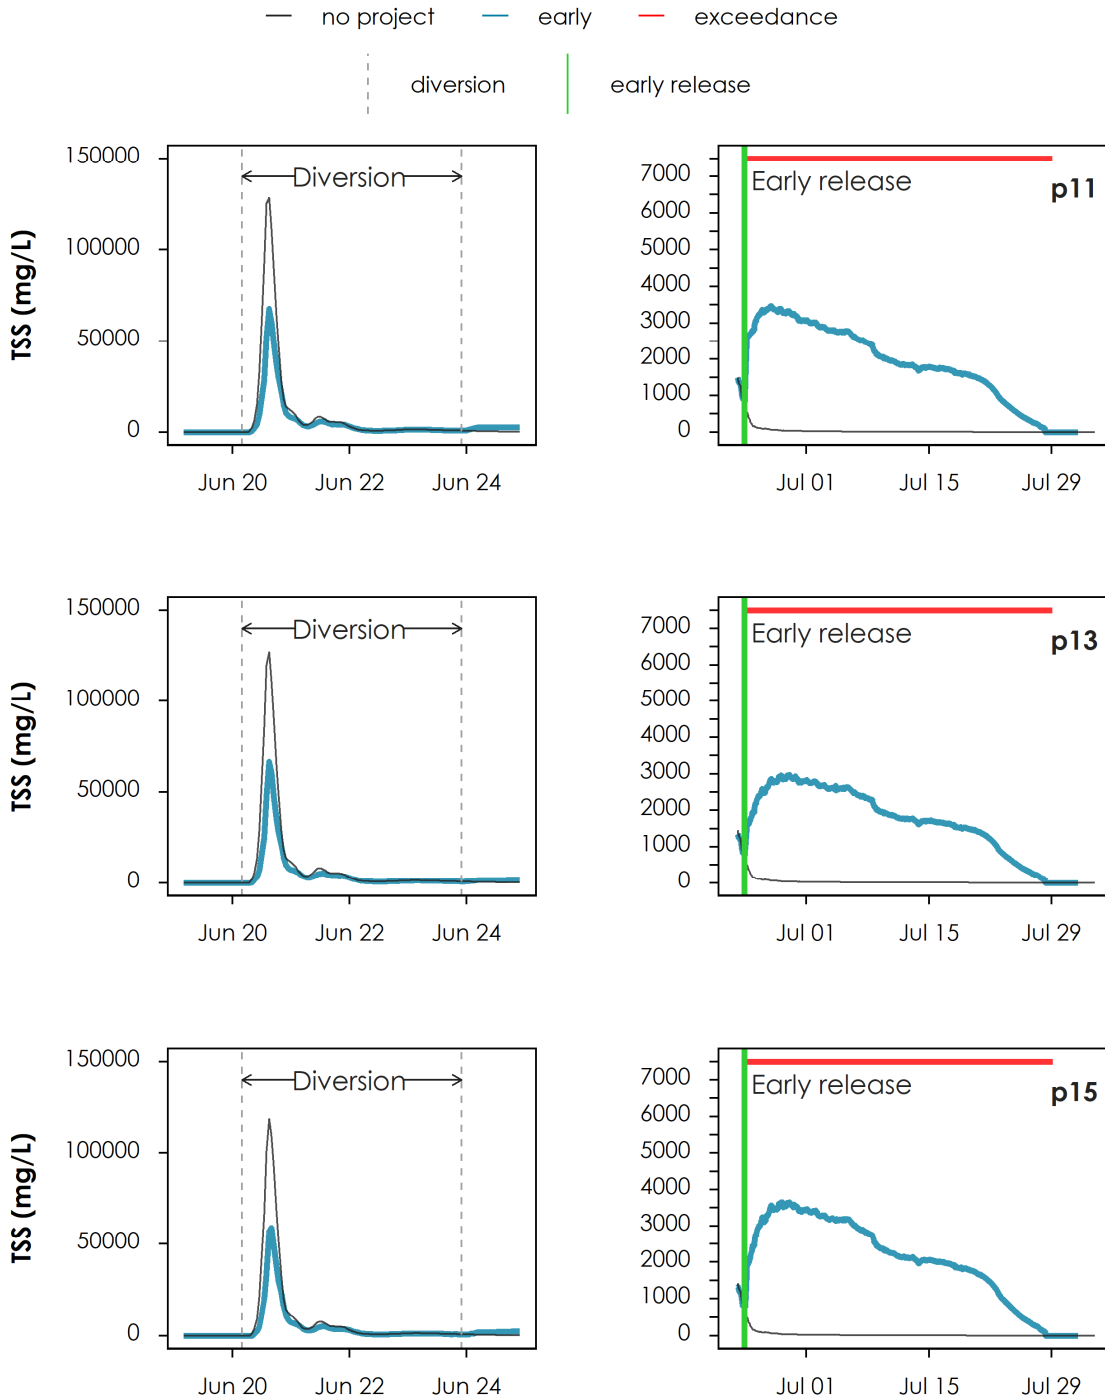 no project early exceedance
diversion early release
TSS (mg/L)
150000
100000
50000
0
Diversion
Jun 20 Jun 22 Jun 24
7000
6000
5000
4000
3000
2000
1000
0
Early release
p11
Jul 01 Jul 15 Jul 29
TSS (mg/L)
150000
100000
50000
0
Diversion
Jun 20 Jun 22 Jun 24
7000
6000
5000
4000
3000
2000
1000
0
Early release
p13
Jul 01 Jul 15 Jul 29
TSS (mg/L)
150000
100000
50000
0
Diversion
Jun 20 Jun 22 Jun 24
7000
6000
5000
4000
3000
2000
1000
0
Early release
p15
Jul 01 Jul 15 Jul 29